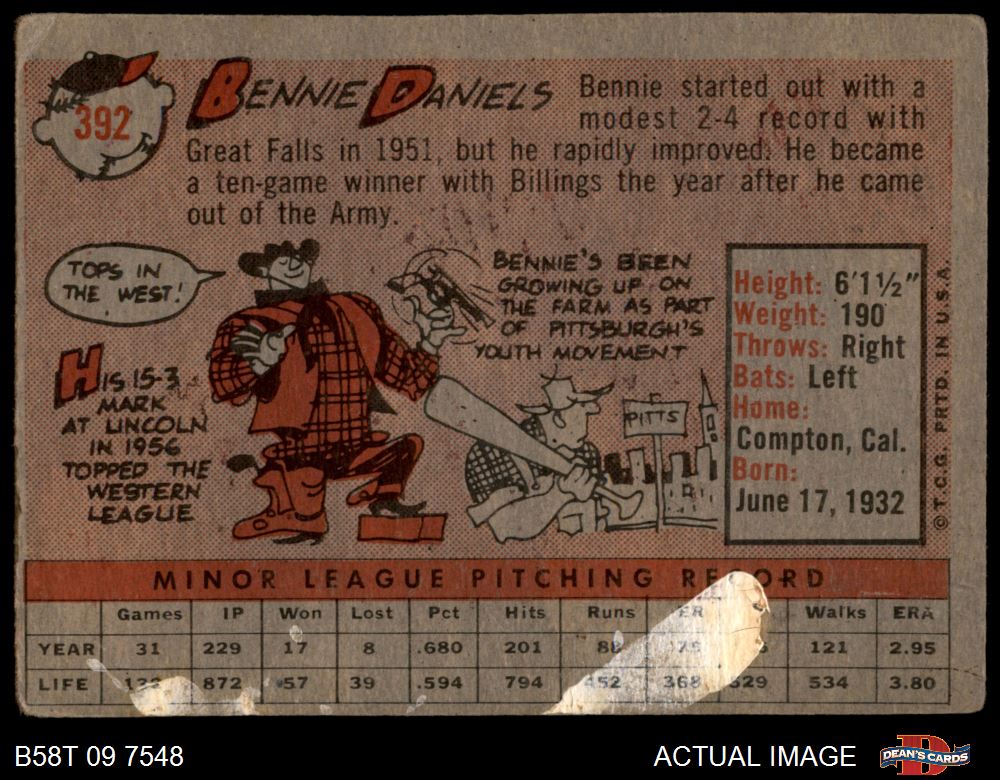 392
BENNIE DANIELS
Bennie started out with a
modest 2-4 record with
Great Falls in 1951, but he rapidly improved. He became
a ten-game winner with Billings the year after he came
out of the Army.
TOPS IN
THE WEST!
HIS 15-3
MARK
AT LINCOLN
IN 1956
TOPPED THE
WESTERN
LEAGUE
BENNIE'S BEEN
GROWING UP ON
THE FARM AS PART
OF PITTSBURGH'S
YOUTH MOVEMENT
PITTS
Height: 6'1½"
Weight: 190
Throws: Right
Bats: Left
Home:
Compton, Cal.
Born:
June 17, 1932
© T.C.G. PRTD. IN U.S.A.
MINOR LEAGUE PITCHING RECORD
Games IP Won Lost Pct Hits Runs ER Walks ERA
YEAR 31 229 17 8 .680 201 121 2.95
LIFE 872 57 39 .594 794 452 368 529 534 3.80
B58T 09 7548
ACTUAL IMAGE
DEAN'S CARDS